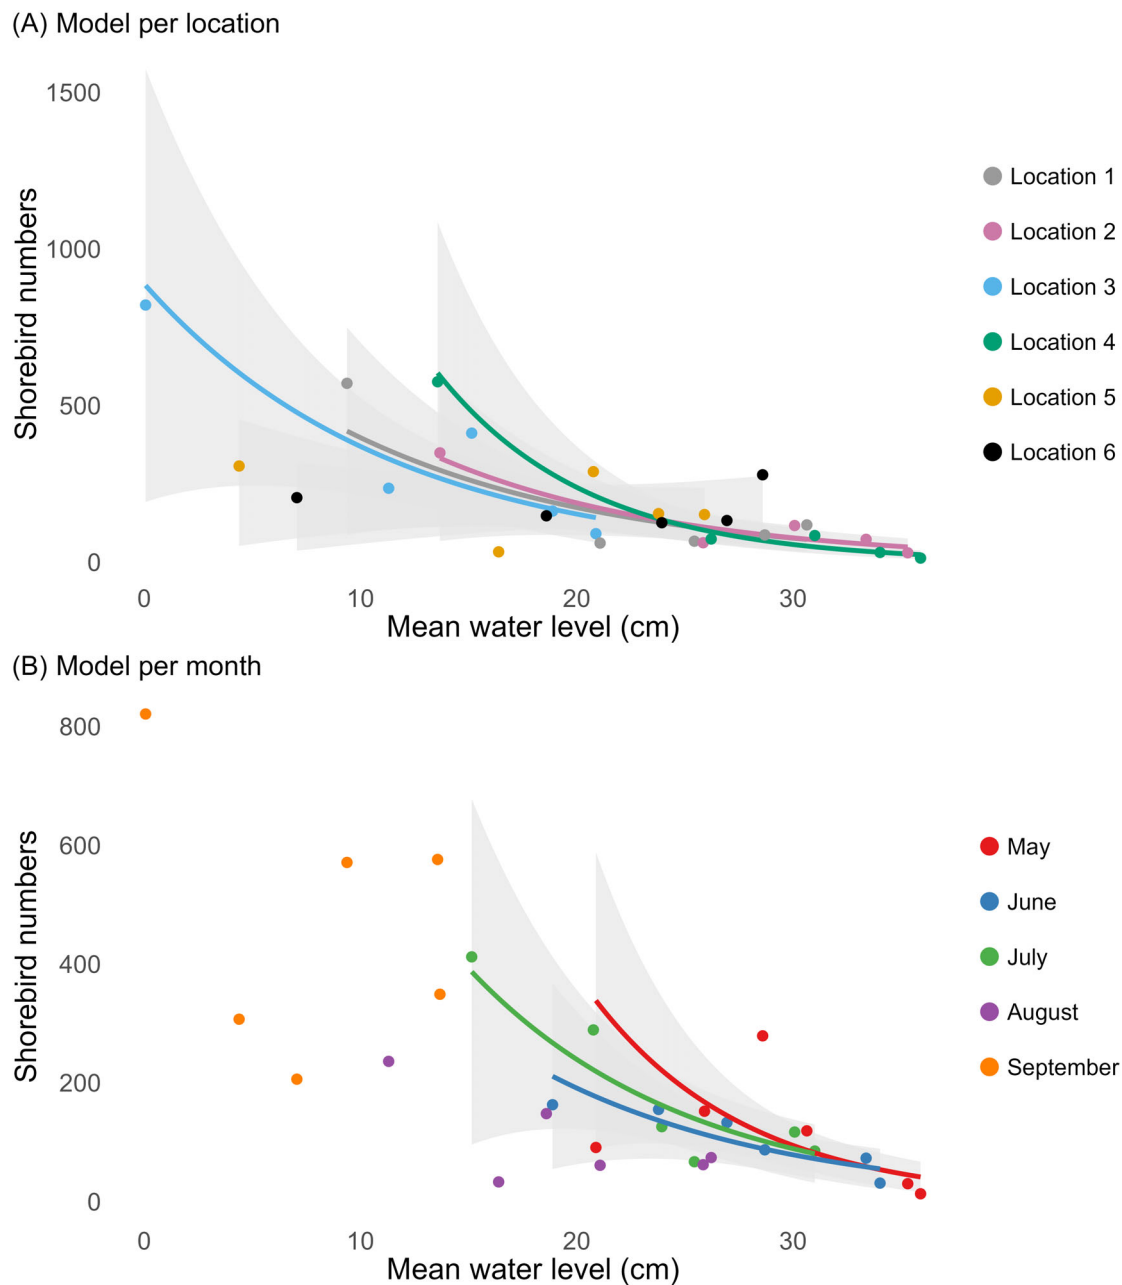 (A) Model per location
1500
1000
500
0
Shorebird numbers
0 10 20 30
Mean water level (cm)
Location 1
Location 2
Location 3
Location 4
Location 5
Location 6
(B) Model per month
800
600
400
200
0
Shorebird numbers
0 10 20 30
Mean water level (cm)
May
June
July
August
September